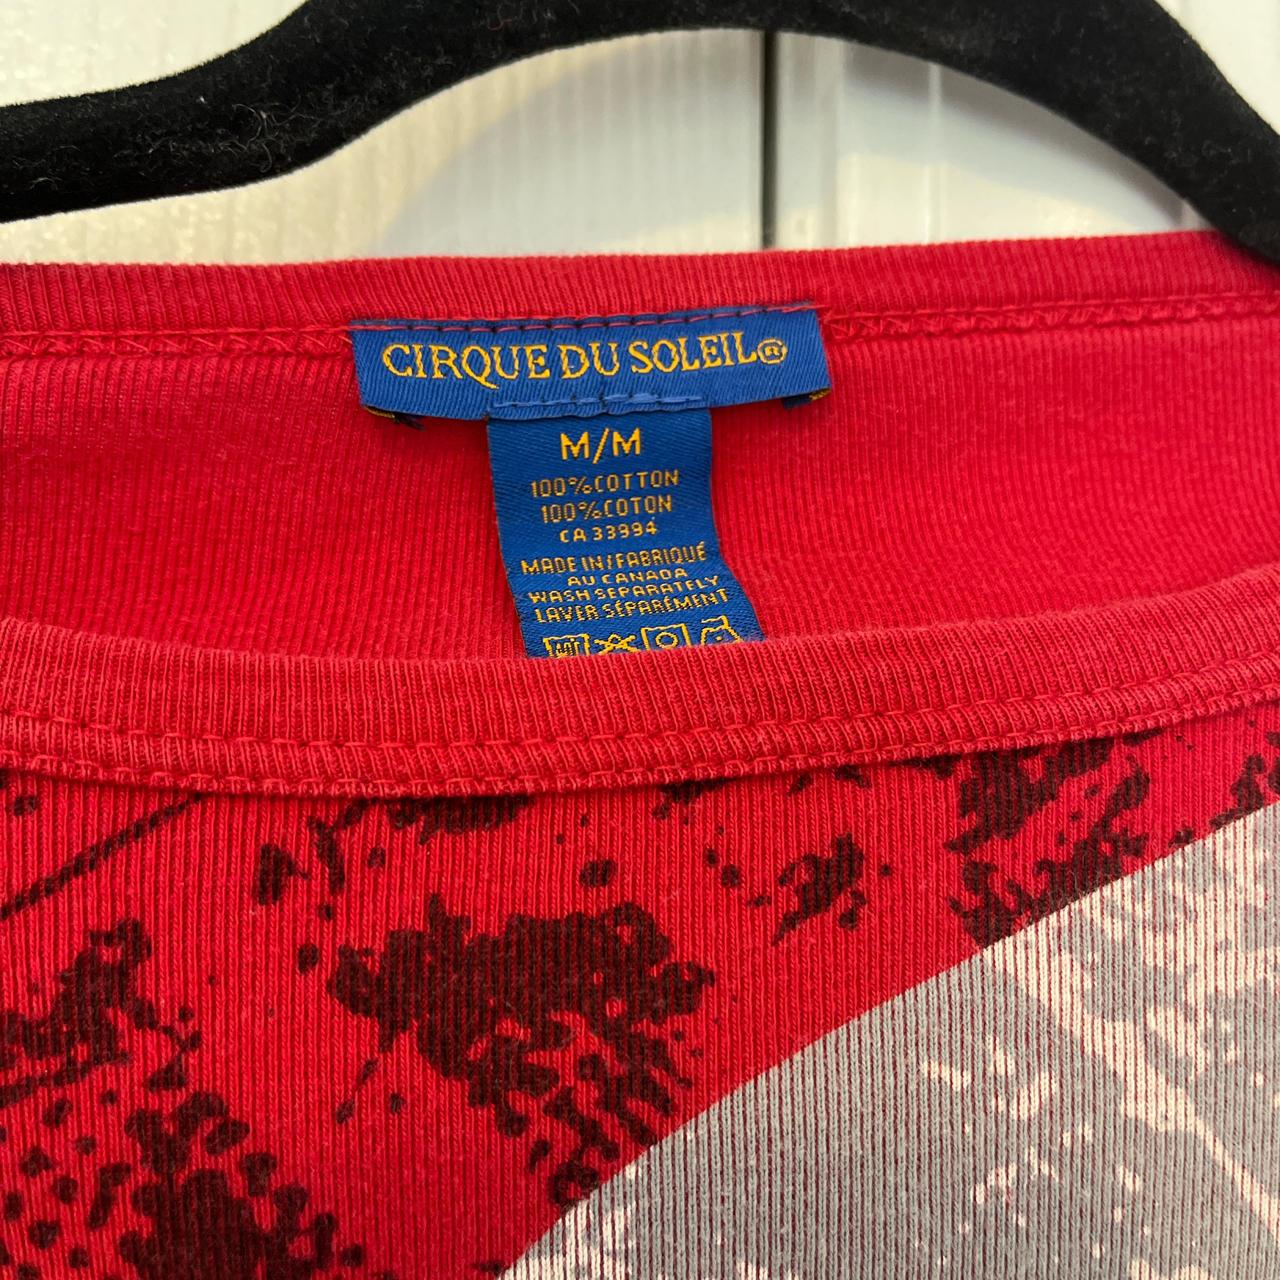 CIRQUE DU SOLEIL®
M/M
100% COTTON
100% COTON
CA 33994
MADE IN/FABRIQUÉ
AU CANADA
WASH SEPARATELY
LAVER SÉPARÉMENT